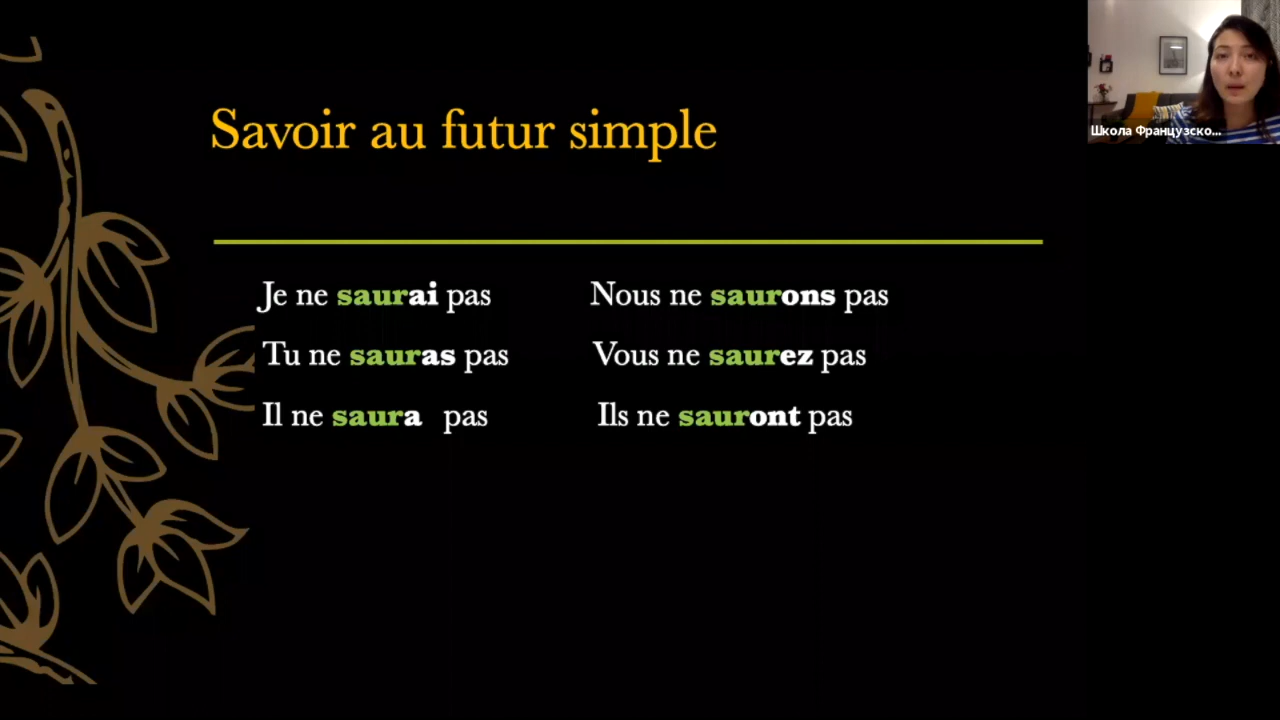 Savoir au futur simple
Je ne saurai pas
Tu ne sauras pas
Il ne saura pas
Nous ne saurons pas
Vous ne saurez pas
Ils ne sauront pas
Школа Французско...